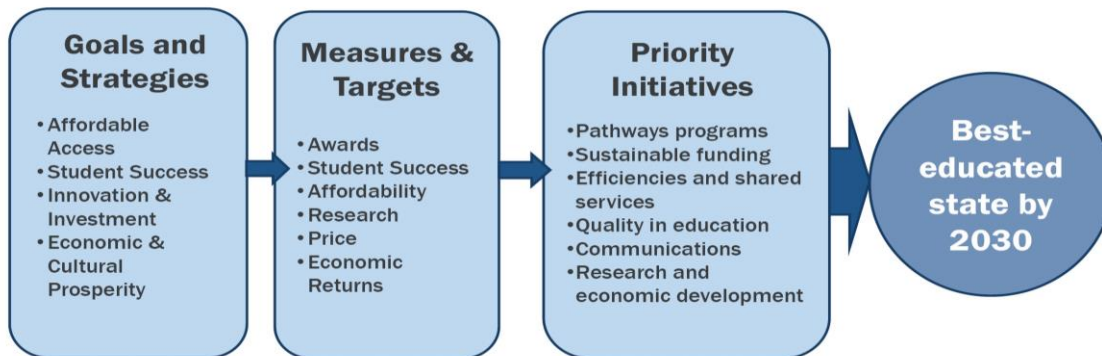 Goals and
Strategies
•Affordable
Access
•Student Success
•Innovation &
Investment
•Economic &
Cultural
Prosperity
Measures &
Targets
•Awards
•Student Success
•Affordability
•Research
•Price
•Economic
Returns
Priority
Initiatives
•Pathways programs
•Sustainable funding
•Efficiencies and shared
services
•Quality in education
•Communications
•Research and
economic development
Best-
educated
state by
2030